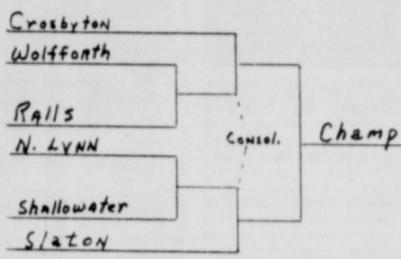 Crosbyton
Wolfforth
RAlls
N. LYNN
Consol.
Champ
Shallowater
Slaton